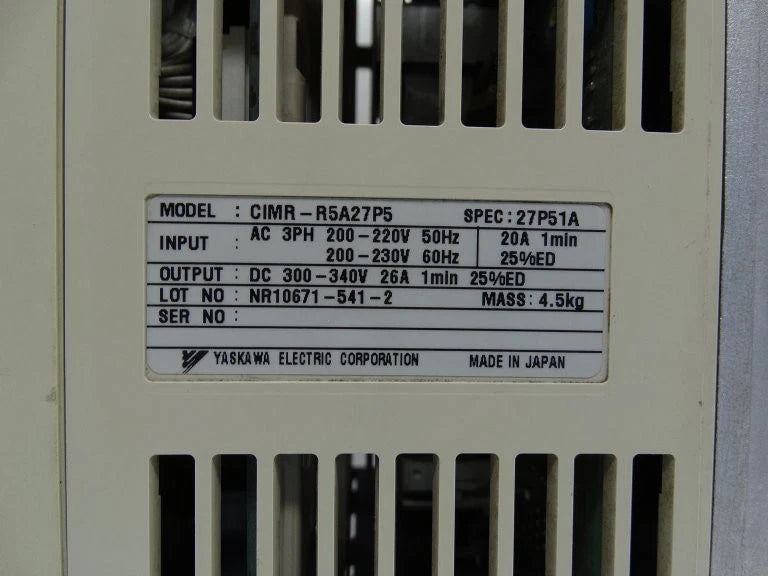 MODEL : CIMR-R5A27P5 SPEC: 27P51A
INPUT : AC 3PH 200-220V 50Hz 20A 1min
200-230V 60Hz 25%ED
OUTPUT : DC 300-340V 26A 1min 25%ED
LOT NO : NR10671-541-2 MASS: 4.5kg
SER NO :
YASKAWA ELECTRIC CORPORATION MADE IN JAPAN